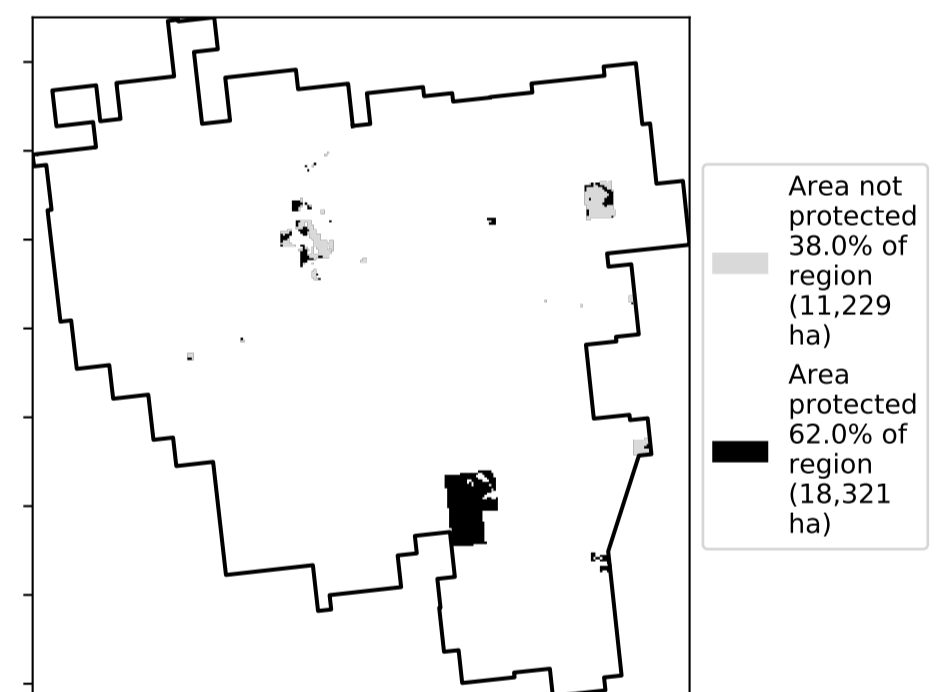 Area not
protected
38.0% of
region
(11,229
ha)
Area
protected
62.0% of
region
(18,321
ha)